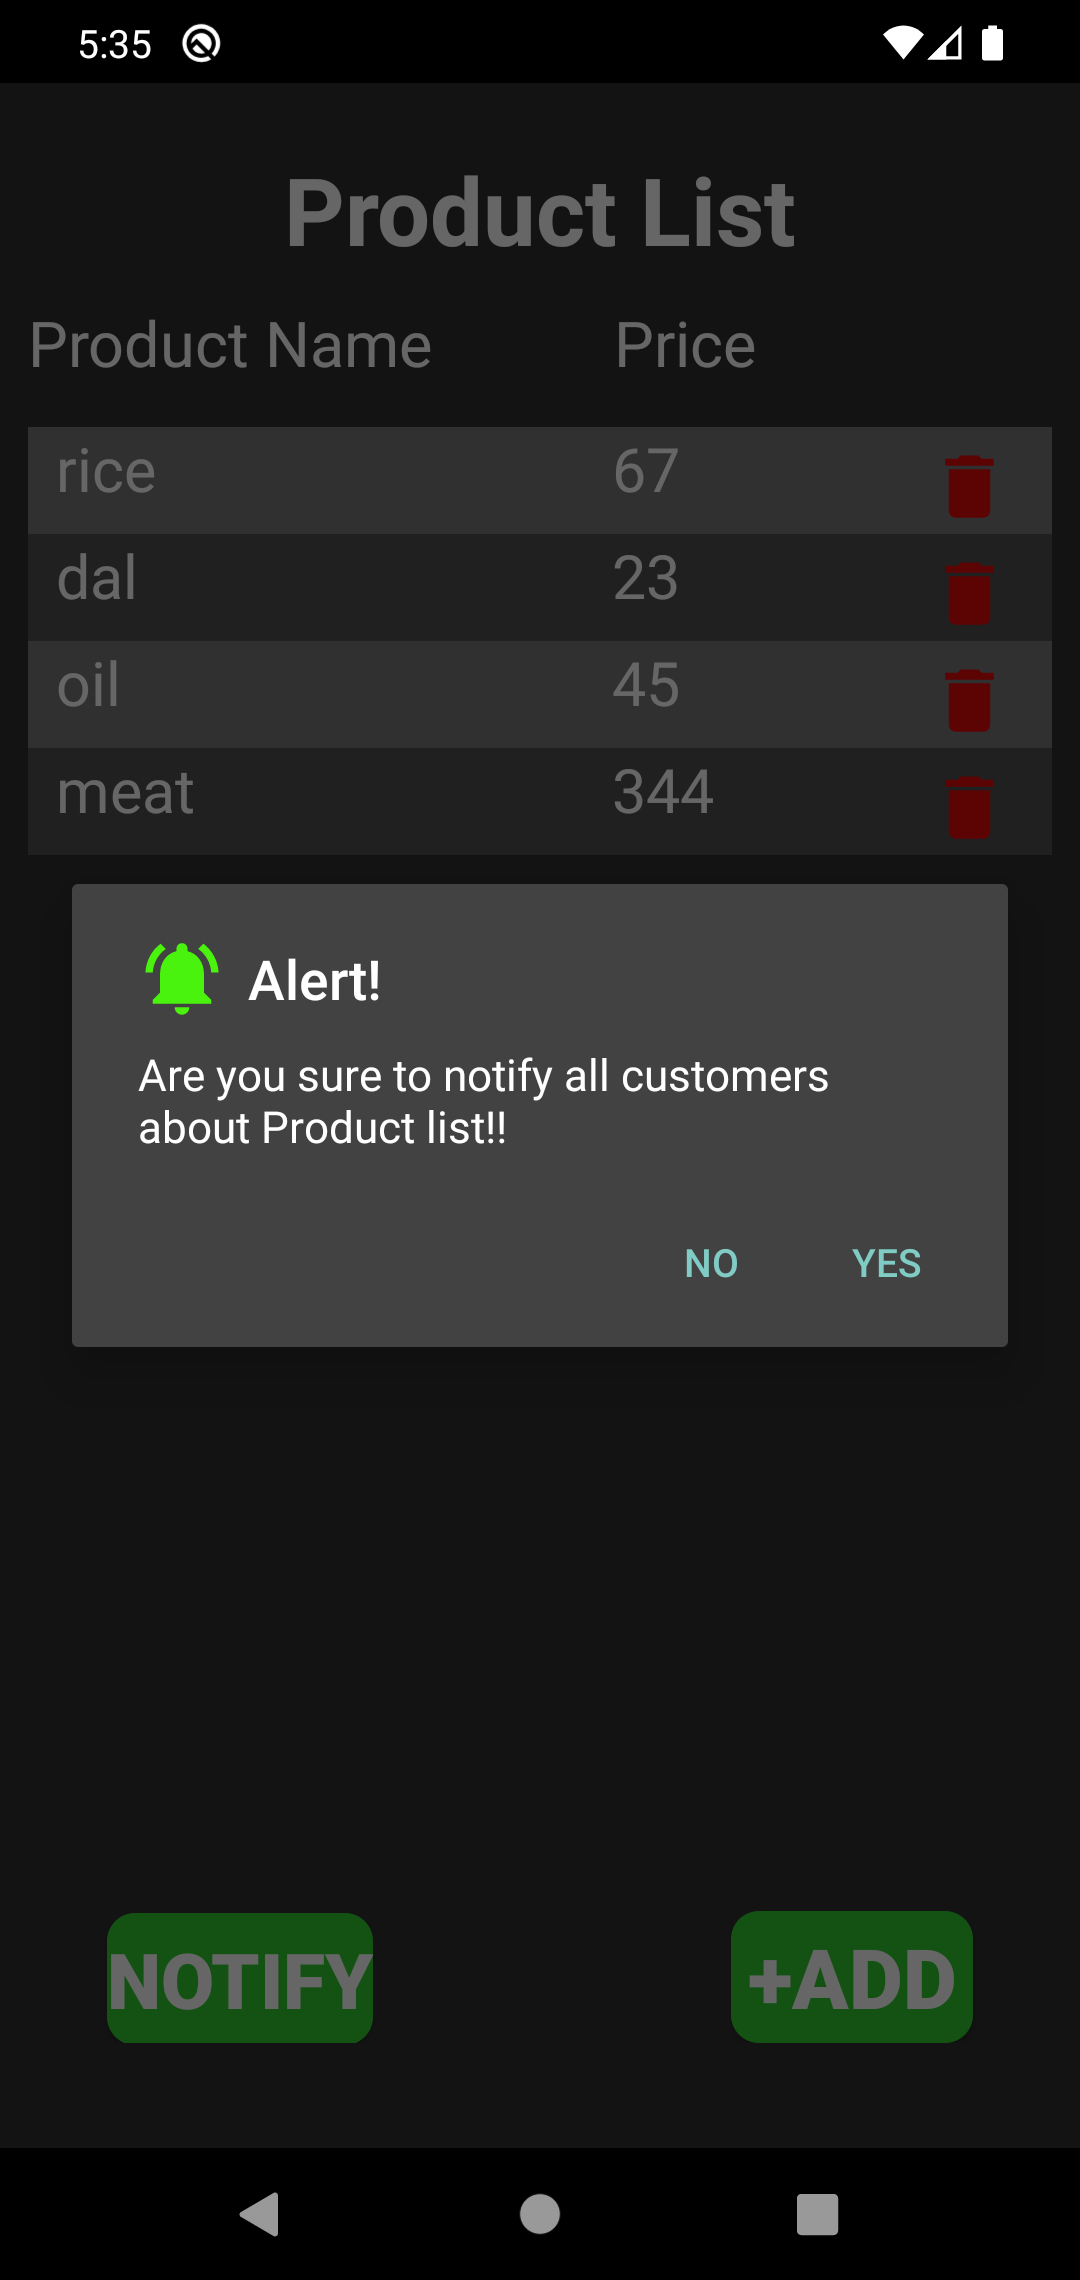 5:35
Product List
Product Name Price
rice 67
dal 23
oil 45
meat 344
Alert!
Are you sure to notify all customers
about Product list!!
NO YES
NOTIFY +ADD